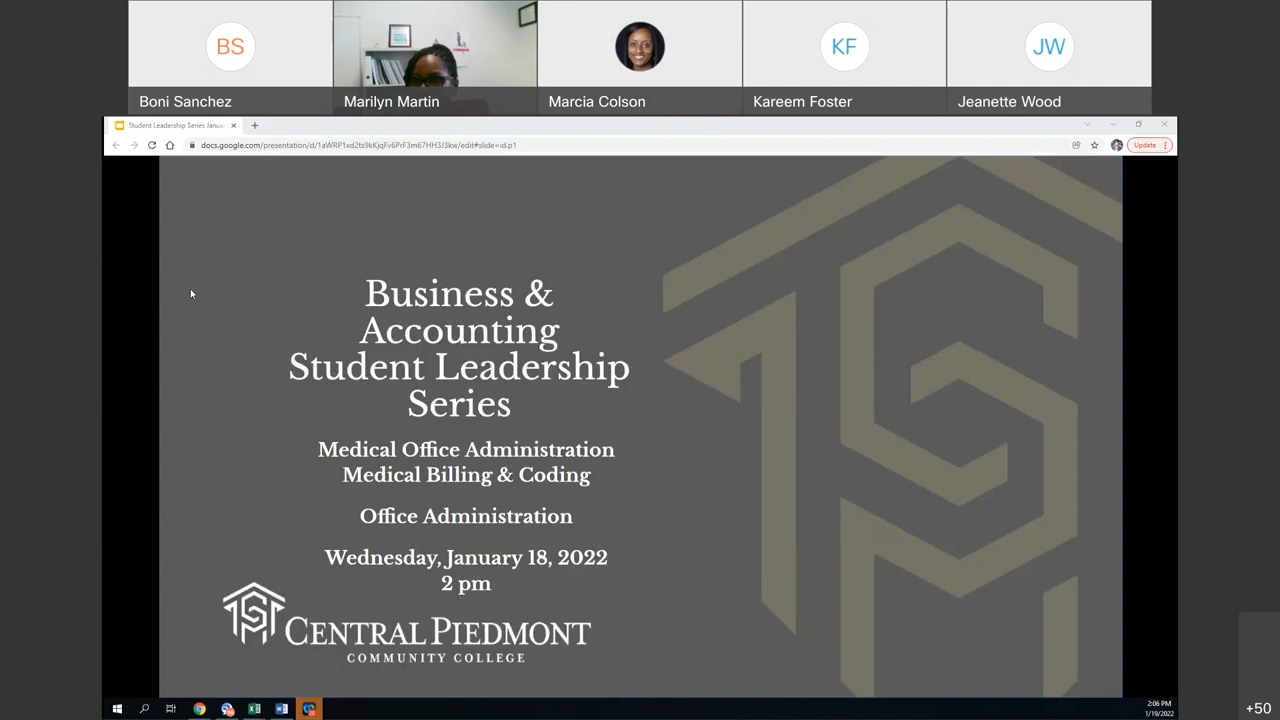 BS
KF
JW
Boni Sanchez
Marilyn Martin
Marcia Colson
Kareem Foster
Jeanette Wood
Student Leadership Series Janu
docs.google.com/presentation/d/1aWRP1xd2ts9kKjqFv6PrF3m67HH3J3kw/edit#slide=id.p1
Update
Business &
Accounting
Student Leadership
Series
Medical Office Administration
Medical Billing & Coding
Office Administration
Wednesday, January 18, 2022
2 pm
CENTRAL PIEDMONT
COMMUNITY COLLEGE
2:06 PM
1/19/2022
+50